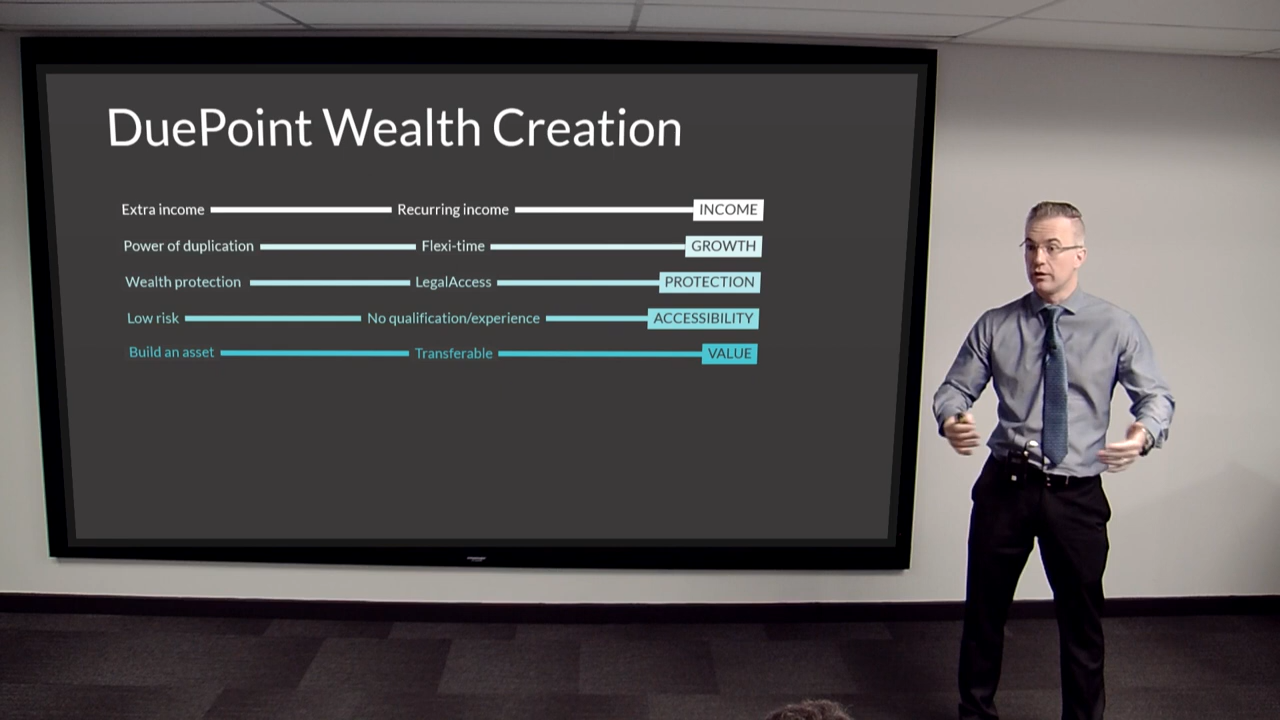 DuePoint Wealth Creation
Extra income Recurring income INCOME
Power of duplication Flexi-time GROWTH
Wealth protection LegalAccess PROTECTION
Low risk No qualification/experience ACCESSIBILITY
Build an asset Transferable VALUE